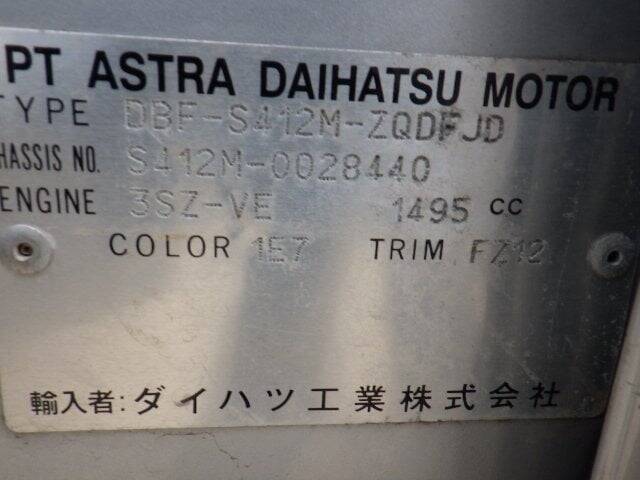 PT ASTRA DAIHATSU MOTOR
TYPE DBF-S412M-ZQDFJD
HASSIS NO. S412M-0028440
ENGINE 3SZ-VE 1495 CC
COLOR 1E7 TRIM FZ12
輸入者:ダイハツ工業株式会社